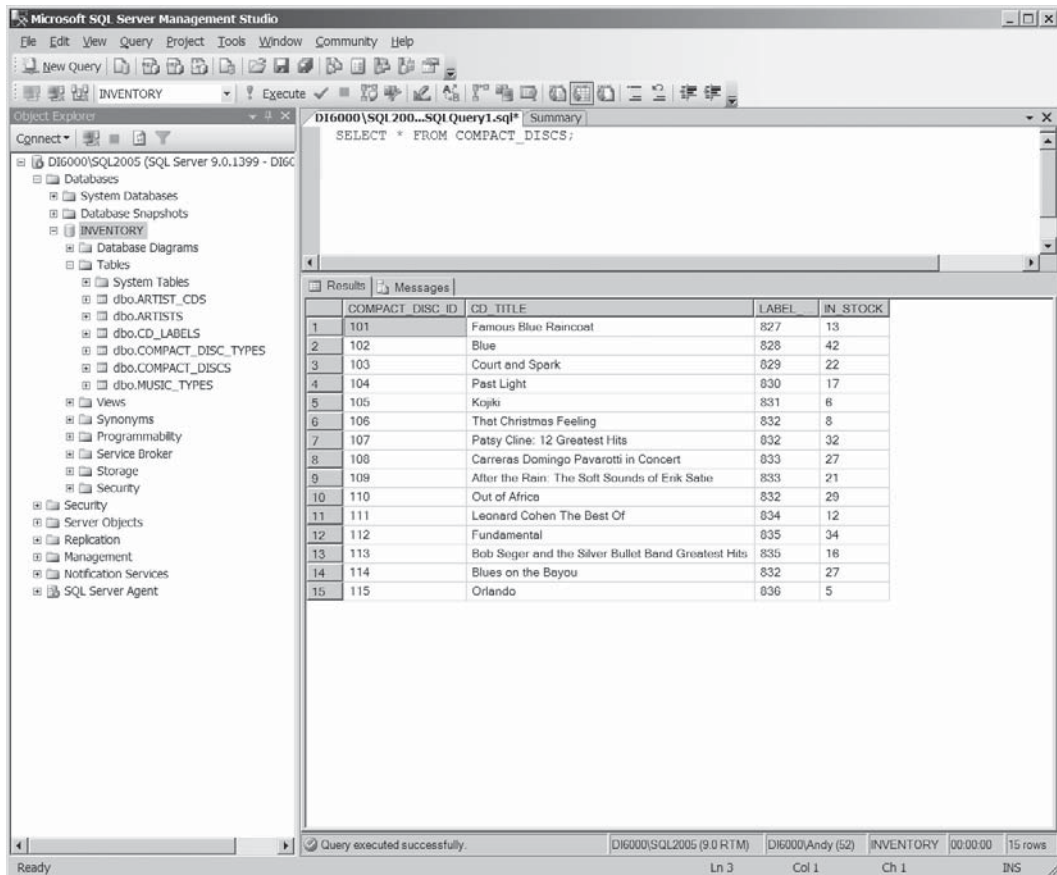 Microsoft SQL Server Management Studio
File Edit View Query Project Tools Window Community Help
New Query
INVENTORY Execute
Object Explorer
Connect
DI6000\SQL2005 (SQL Server 9.0.1399 - DI6C
Databases
System Databases
Database Snapshots
INVENTORY
Database Diagrams
Tables
System Tables
dbo.ARTIST_CDS
dbo.ARTISTS
dbo.CD_LABELS
dbo.COMPACT_DISC_TYPES
dbo.COMPACT_DISCS
dbo.MUSIC_TYPES
Views
Synonyms
Programmability
Service Broker
Storage
Security
Security
Server Objects
Replication
Management
Notification Services
SQL Server Agent
DI6000\SQL200...SQLQuery1.sql* Summary
SELECT * FROM COMPACT_DISCS;
Results Messages
COMPACT_DISC_ID CD_TITLE LABEL_ IN_STOCK
1 101 Famous Blue Raincoat 827 13
2 102 Blue 828 42
3 103 Court and Spark 829 22
4 104 Past Light 830 17
5 105 Kojiki 831 6
6 106 That Christmas Feeling 832 8
7 107 Patsy Cline: 12 Greatest Hits 832 32
8 108 Carreras Domingo Pavarotti in Concert 833 27
9 109 After the Rain: The Soft Sounds of Erik Satie 833 21
10 110 Out of Africa 832 29
11 111 Leonard Cohen The Best Of 834 12
12 112 Fundamental 835 34
13 113 Bob Seger and the Silver Bullet Band Greatest Hits 835 16
14 114 Blues on the Bayou 832 27
15 115 Orlando 836 5
Query executed successfully. DI6000\SQL2005 (9.0 RTM) DI6000\Andy (52) INVENTORY 00:00:00 15 rows
Ready Ln 3 Col 1 Ch 1 INS